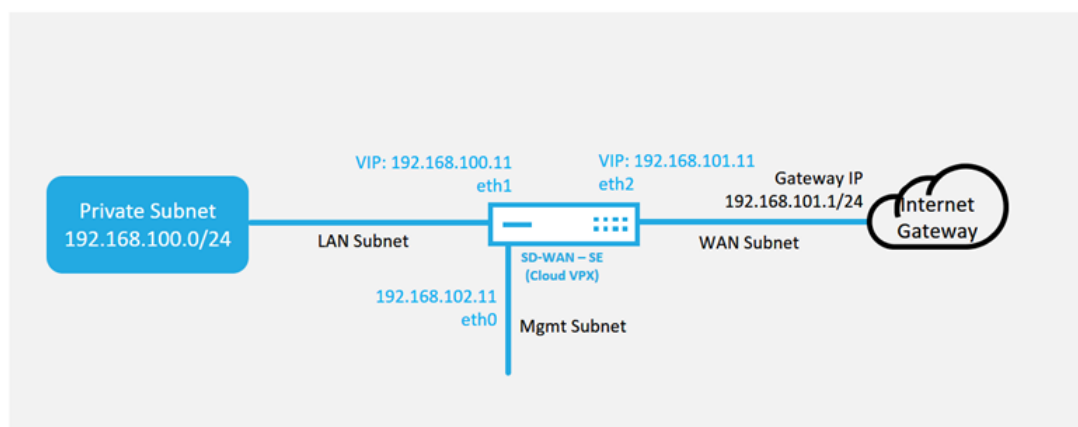 Private Subnet
192.168.100.0/24
LAN Subnet
VIP: 192.168.100.11
eth1
VIP: 192.168.101.11
eth2
SD-WAN – SE
(Cloud VPX)
192.168.102.11
eth0
Mgmt Subnet
WAN Subnet
Gateway IP
192.168.101.1/24
Internet
Gateway